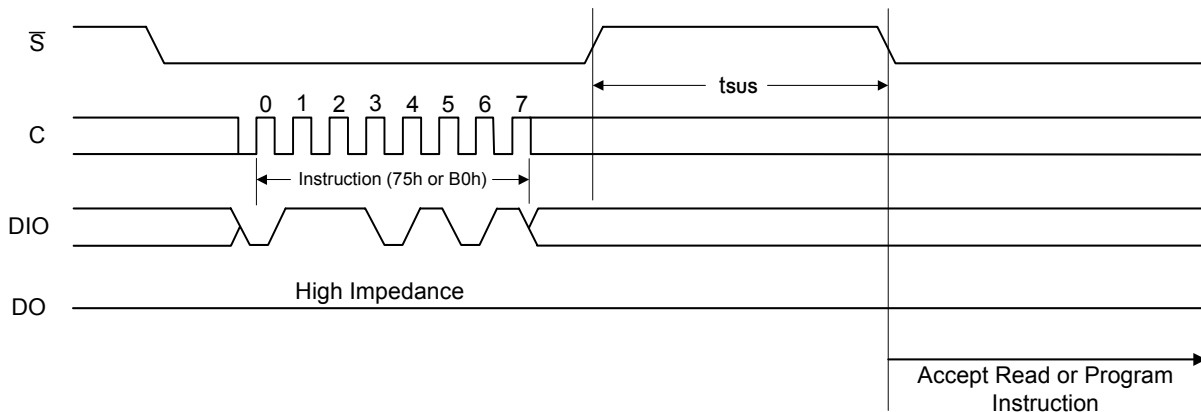 S
tsus
0 1 2 3 4 5 6 7
C
Instruction (75h or B0h)
DIO
High Impedance
DO
Accept Read or Program
Instruction